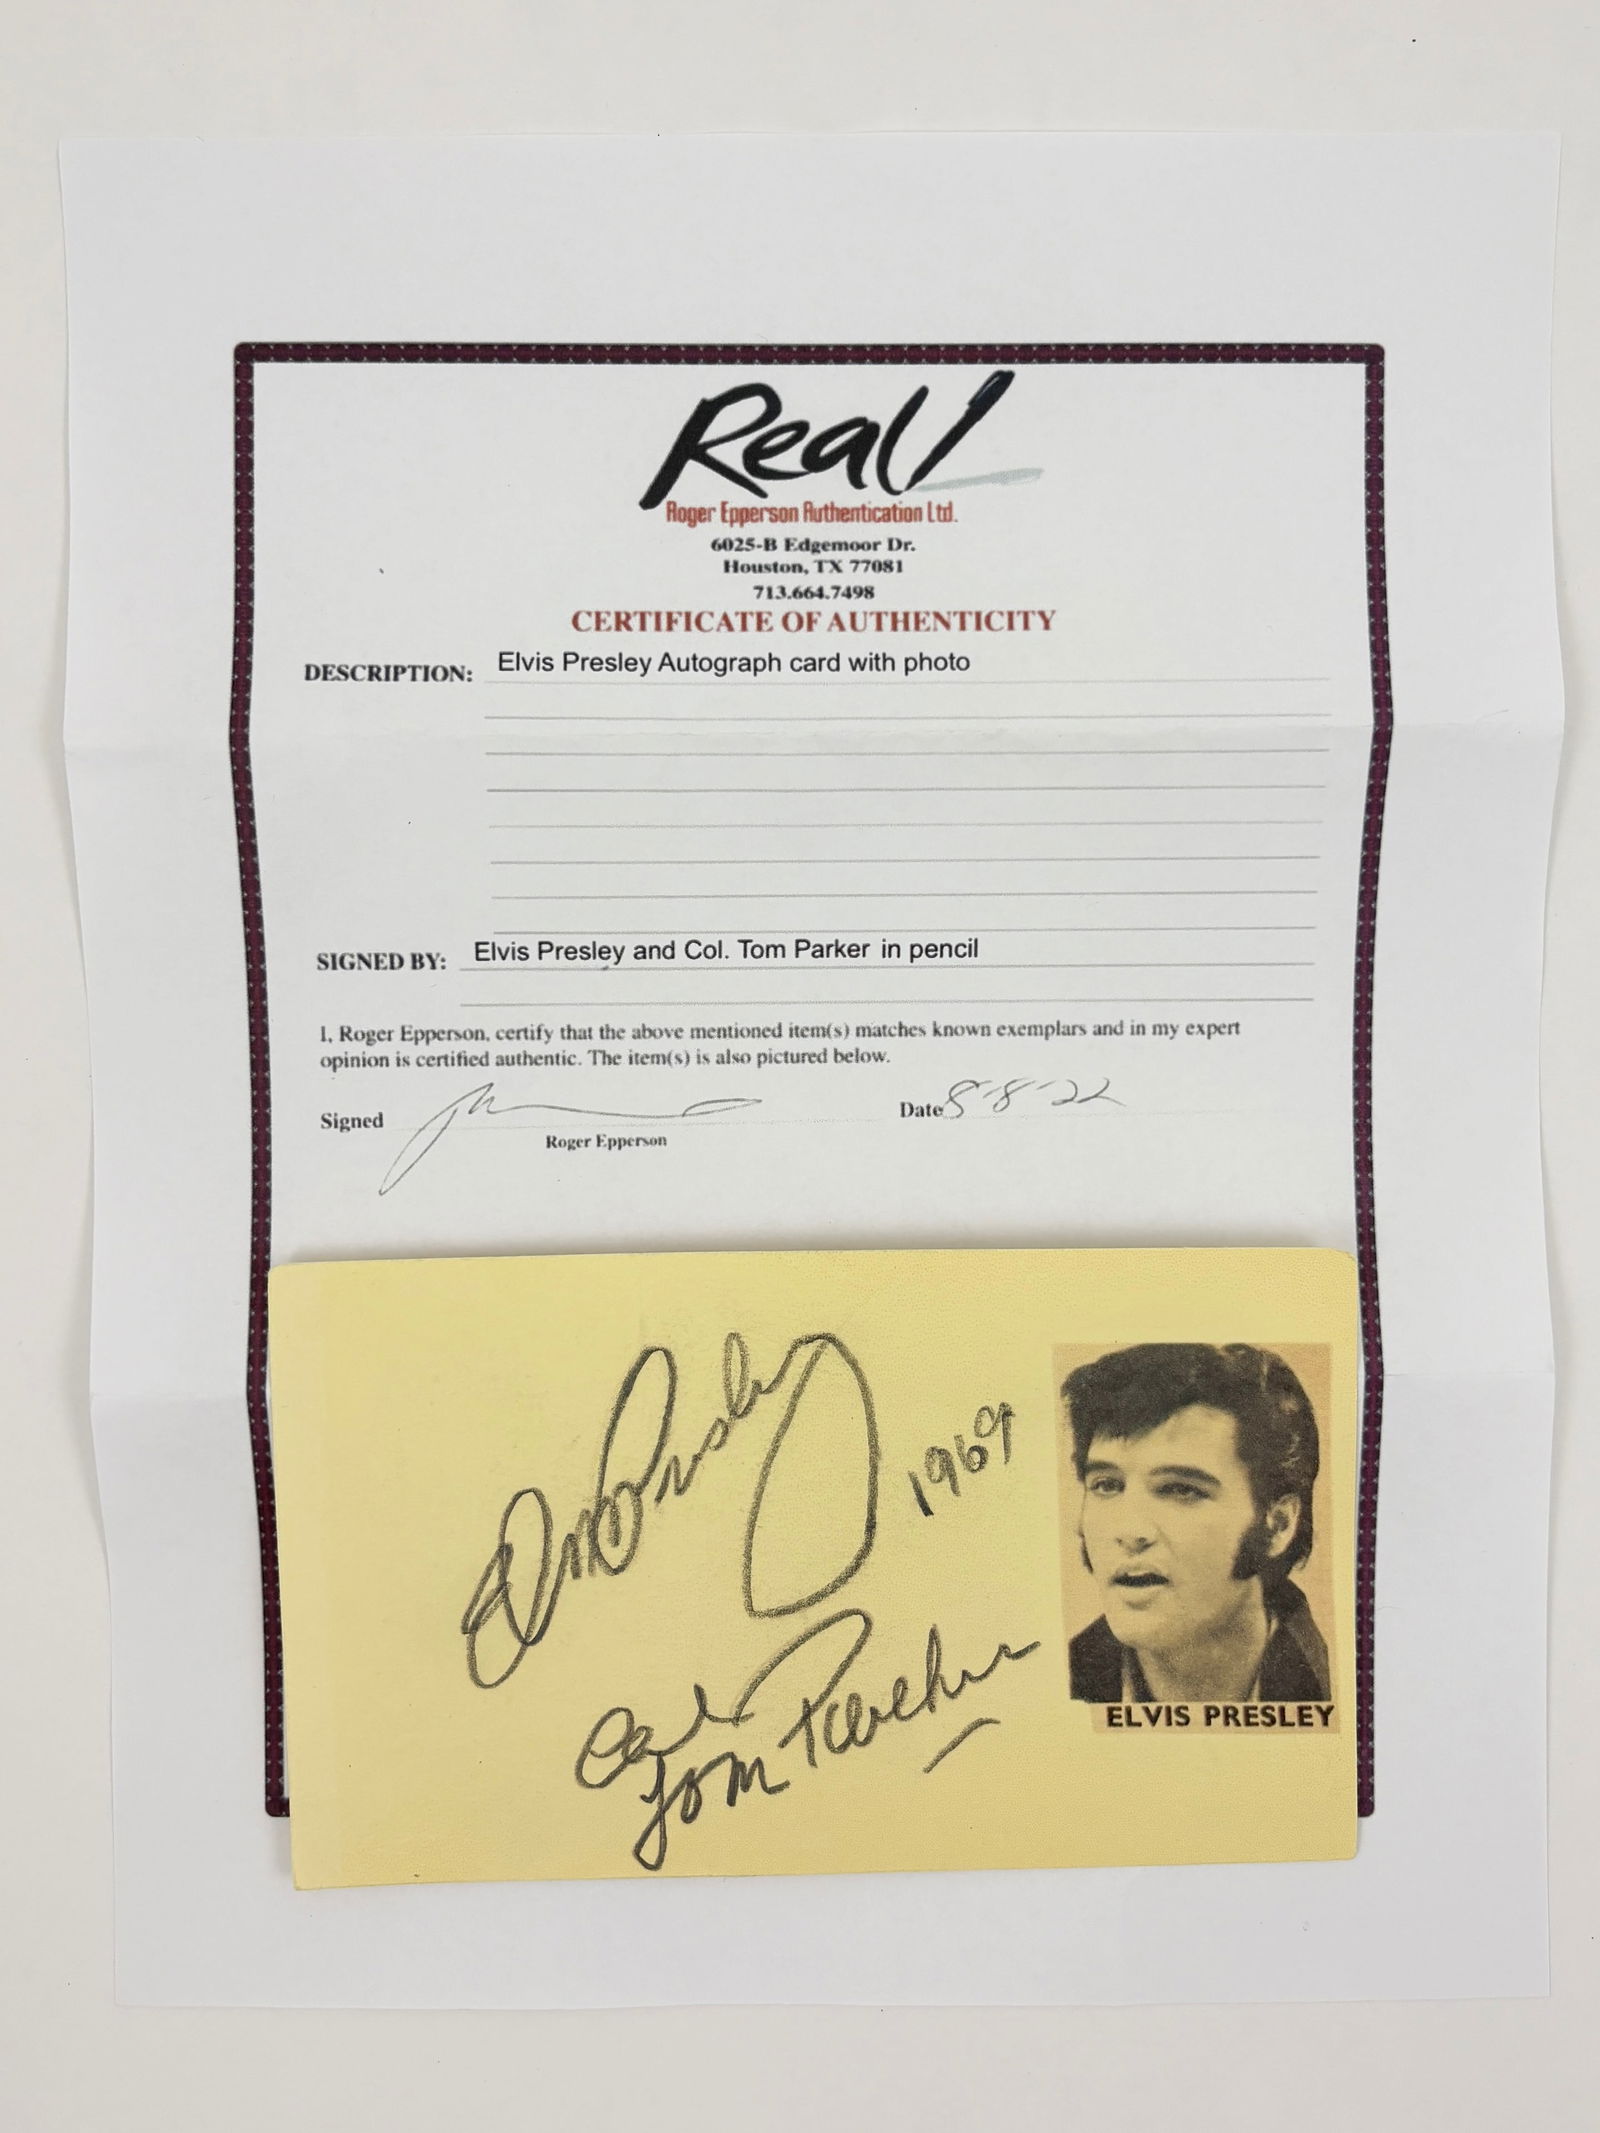 Real!
Roger Epperson Authentication Ltd.
6025-B Edgemoor Dr.
Houston, TX 77081
713.664.7498
CERTIFICATE OF AUTHENTICITY
DESCRIPTION: Elvis Presley Autograph card with photo
SIGNED BY: Elvis Presley and Col. Tom Parker in pencil
I, Roger Epperson, certify that the above mentioned item(s) matches known exemplars and in my expert
opinion is certified authentic. The item(s) is also pictured below.
Signed
Date 8-8-22
Roger Epperson
Elvis Presley
1969
Col
Tom Parker
ELVIS PRESLEY